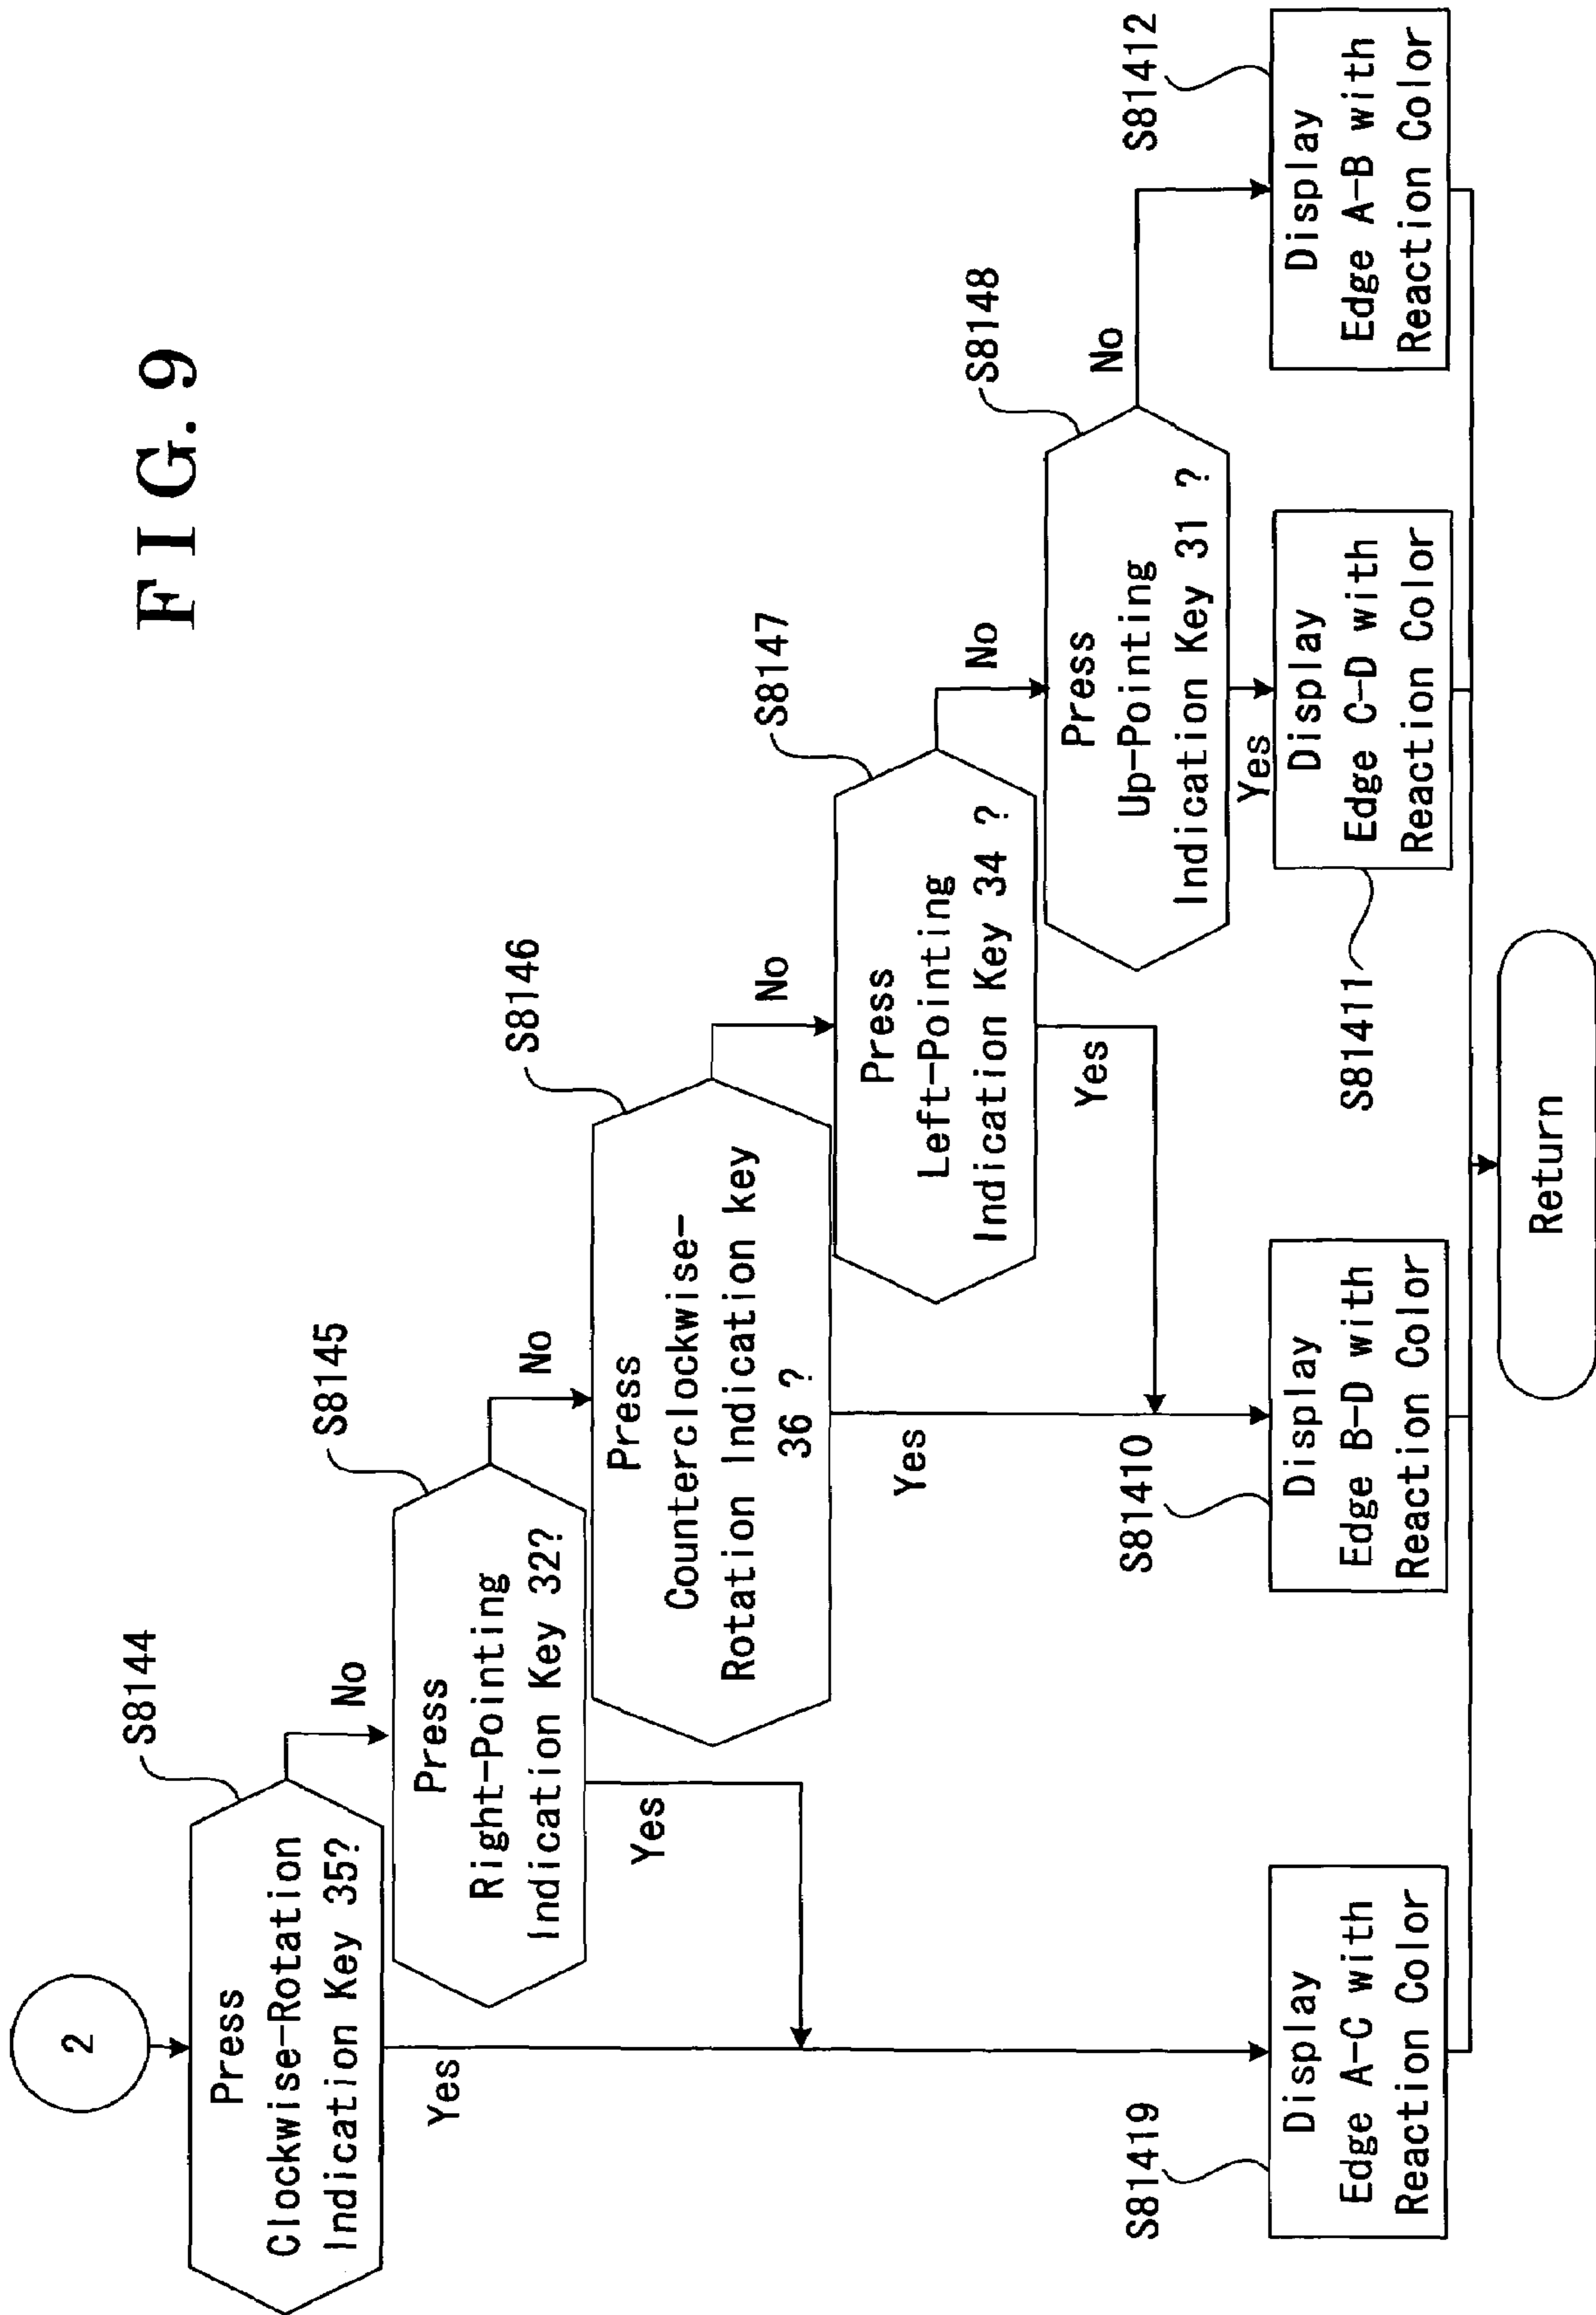 FIG. 9
2
S8144
Press
Clockwise-Rotation
Indication Key 35?
No
Yes
S8145
Press
Right-Pointing
Indication Key 32?
No
Yes
S8146
Press
Counterclockwise-
Rotation Indication key
36 ?
No
Yes
S8147
Press
Left-Pointing
Indication Key 34 ?
No
Yes
S8148
Press
Up-Pointing
Indication Key 31 ?
No
Yes
S81419
Display
Edge A-C with
Reaction Color
S81410
Display
Edge B-D with
Reaction Color
S81411
Display
Edge C-D with
Reaction Color
S81412
Display
Edge A-B with
Reaction Color
Return